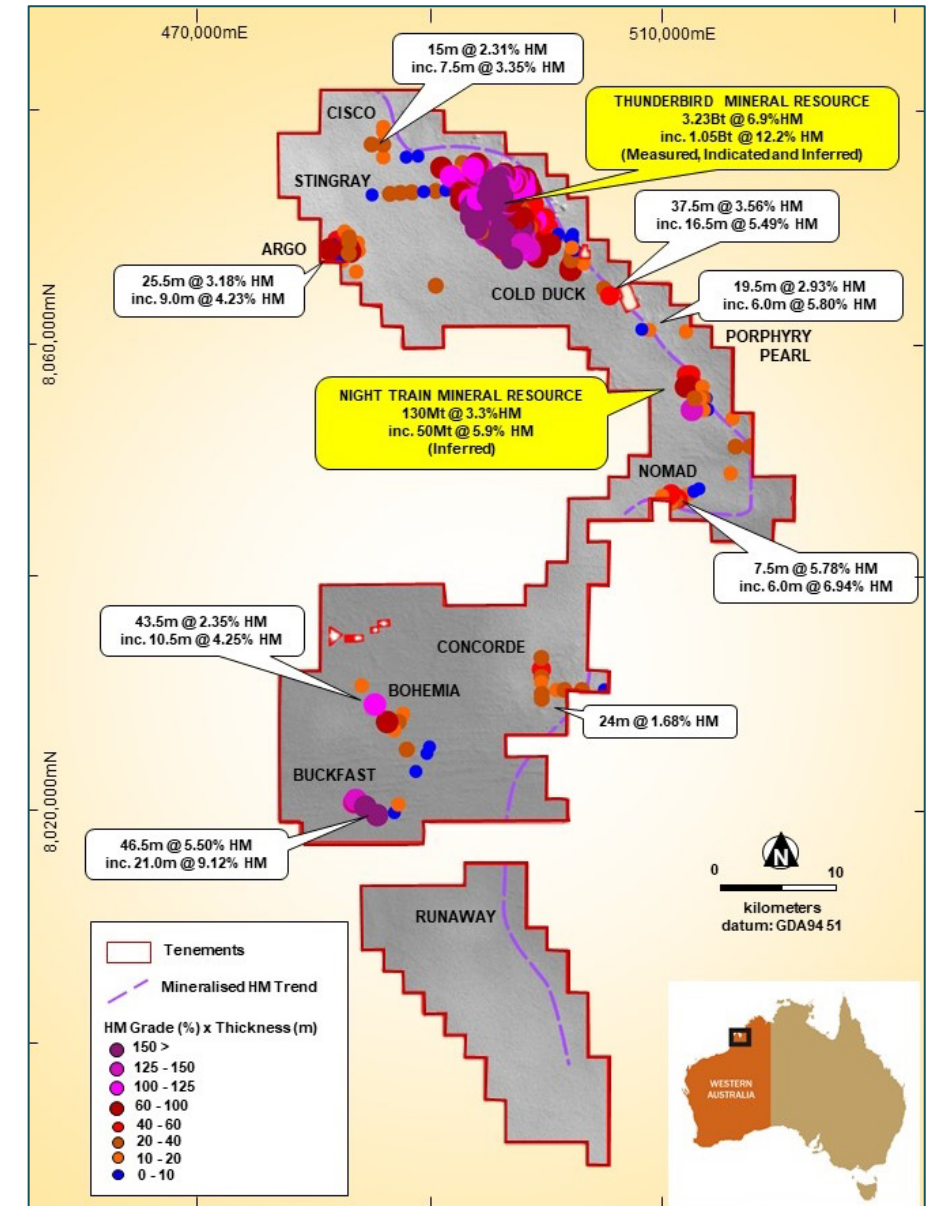 470,000mE
510,000mE
15m @ 2.31% HM
inc. 7.5m @ 3.35% HM
CISCO
THUNDERBIRD MINERAL RESOURCE
3.23Bt @ 6.9%HM
inc. 1.05Bt @ 12.2% HM
(Measured, Indicated and Inferred)
STINGRAY
37.5m @ 3.56% HM
inc. 16.5m @ 5.49% HM
ARGO
25.5m @ 3.18% HM
inc. 9.0m @ 4.23% HM
COLD DUCK
19.5m @ 2.93% HM
inc. 6.0m @ 5.80% HM
8,060,000mN
PORPHYRY
PEARL
NIGHT TRAIN MINERAL RESOURCE
130Mt @ 3.3%HM
inc. 50Mt @ 5.9% HM
(Inferred)
NOMAD
7.5m @ 5.78% HM
inc. 6.0m @ 6.94% HM
43.5m @ 2.35% HM
inc. 10.5m @ 4.25% HM
CONCORDE
BOHEMIA
24m @ 1.68% HM
BUCKFAST
8,020,000mN
46.5m @ 5.50% HM
inc. 21.0m @ 9.12% HM
N
0 10
kilometers
datum: GDA94 51
RUNAWAY
Tenements
Mineralised HM Trend
HM Grade (%) x Thickness (m)
150 >
125 - 150
100 - 125
60 - 100
40 - 60
20 - 40
10 - 20
0 - 10
WESTERN
AUSTRALIA